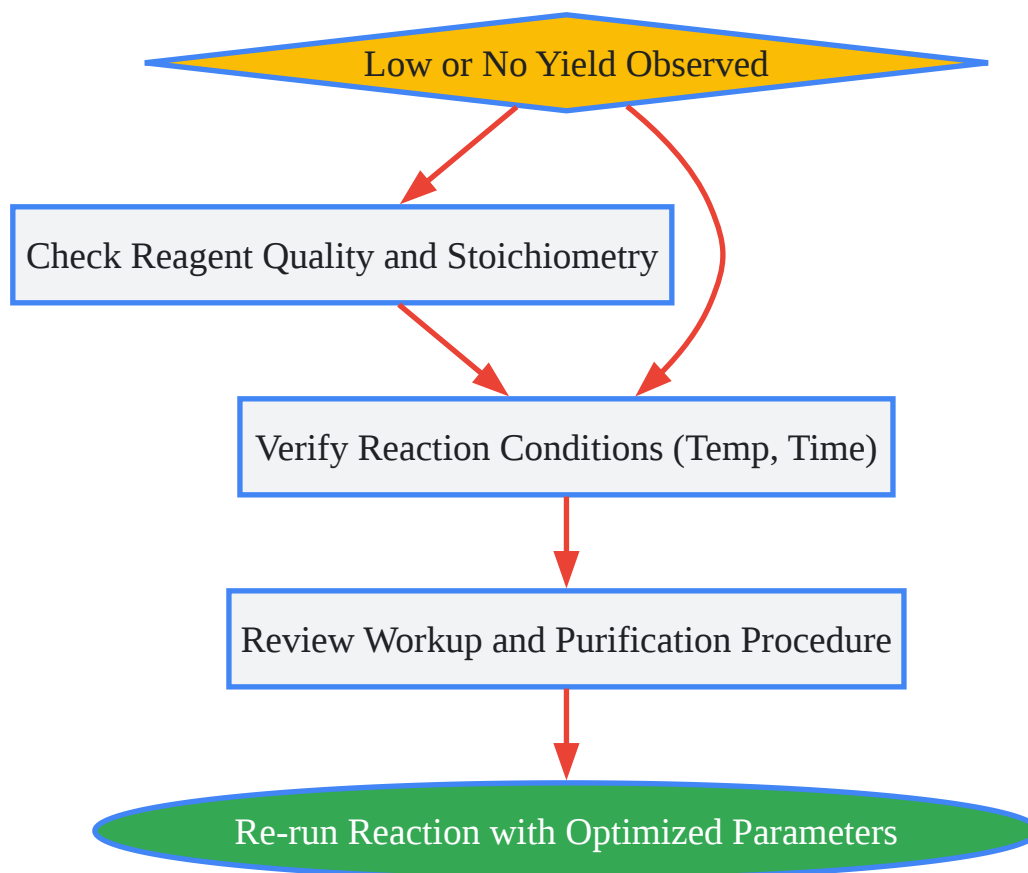 Low or No Yield Observed
Check Reagent Quality and Stoichiometry
Verify Reaction Conditions (Temp, Time)
Review Workup and Purification Procedure
Re-run Reaction with Optimized Parameters